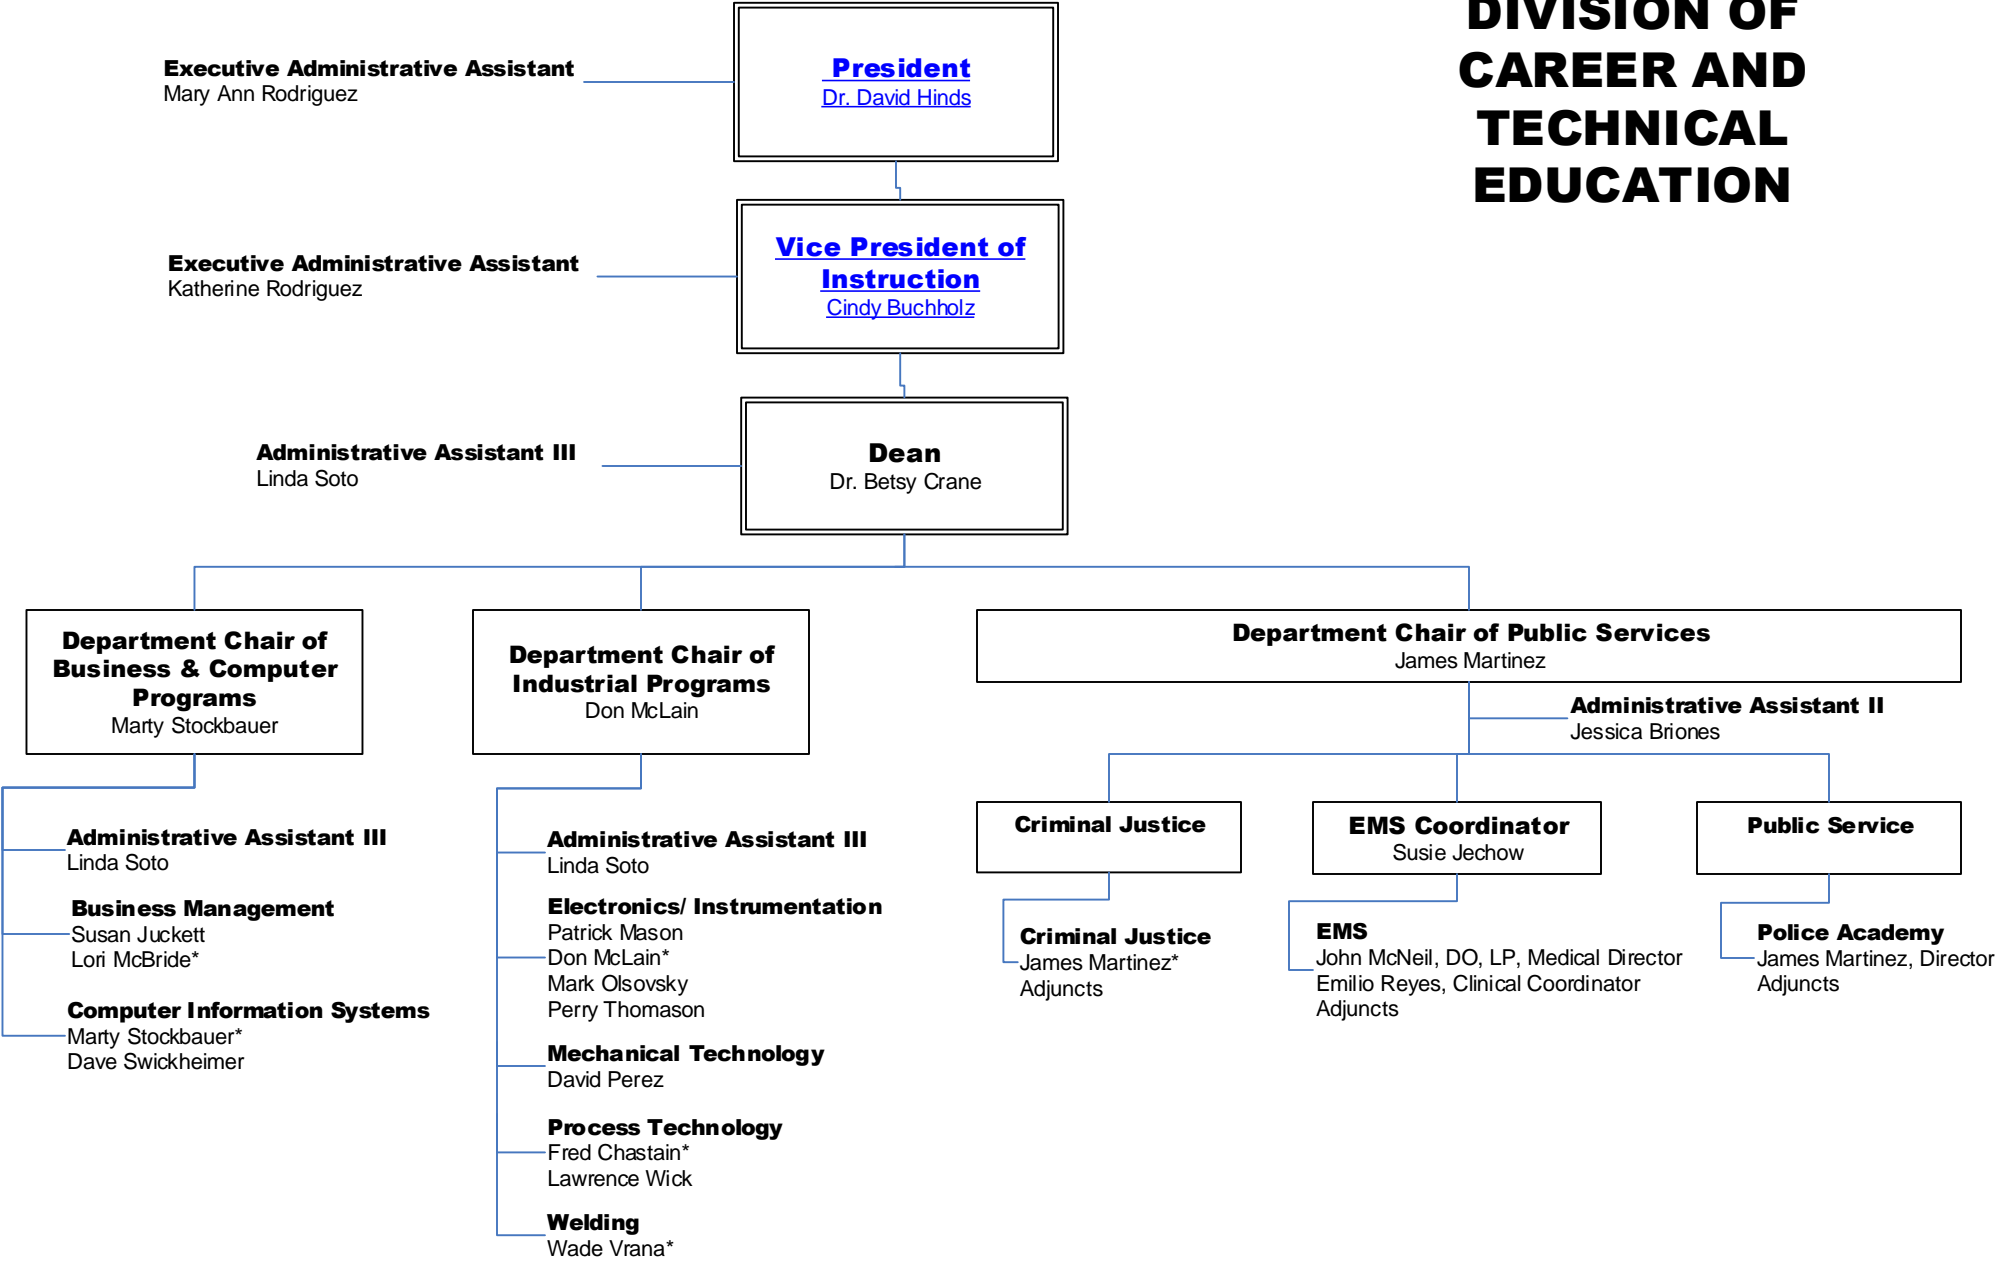 DIVISION OF
CAREER AND
TECHNICAL
EDUCATION
President
Dr. David Hinds
Executive Administrative Assistant
Mary Ann Rodriguez
Vice President of
Instruction
Cindy Buchholz
Executive Administrative Assistant
Katherine Rodriguez
Dean
Dr. Betsy Crane
Administrative Assistant III
Linda Soto
Department Chair of
Business & Computer
Programs
Marty Stockbauer
Administrative Assistant III
Linda Soto
Business Management
Susan Juckett
Lori McBride*
Computer Information Systems
Marty Stockbauer*
Dave Swickheimer
Department Chair of
Industrial Programs
Don McLain
Administrative Assistant III
Linda Soto
Electronics/ Instrumentation
Patrick Mason
Don McLain*
Mark Olsovsky
Perry Thomason
Mechanical Technology
David Perez
Process Technology
Fred Chastain*
Lawrence Wick
Welding
Wade Vrana*
Department Chair of Public Services
James Martinez
Administrative Assistant II
Jessica Briones
Criminal Justice
Criminal Justice
James Martinez*
Adjuncts
EMS Coordinator
Susie Jechow
EMS
John McNeil, DO, LP, Medical Director
Emilio Reyes, Clinical Coordinator
Adjuncts
Public Service
Police Academy
James Martinez, Director
Adjuncts